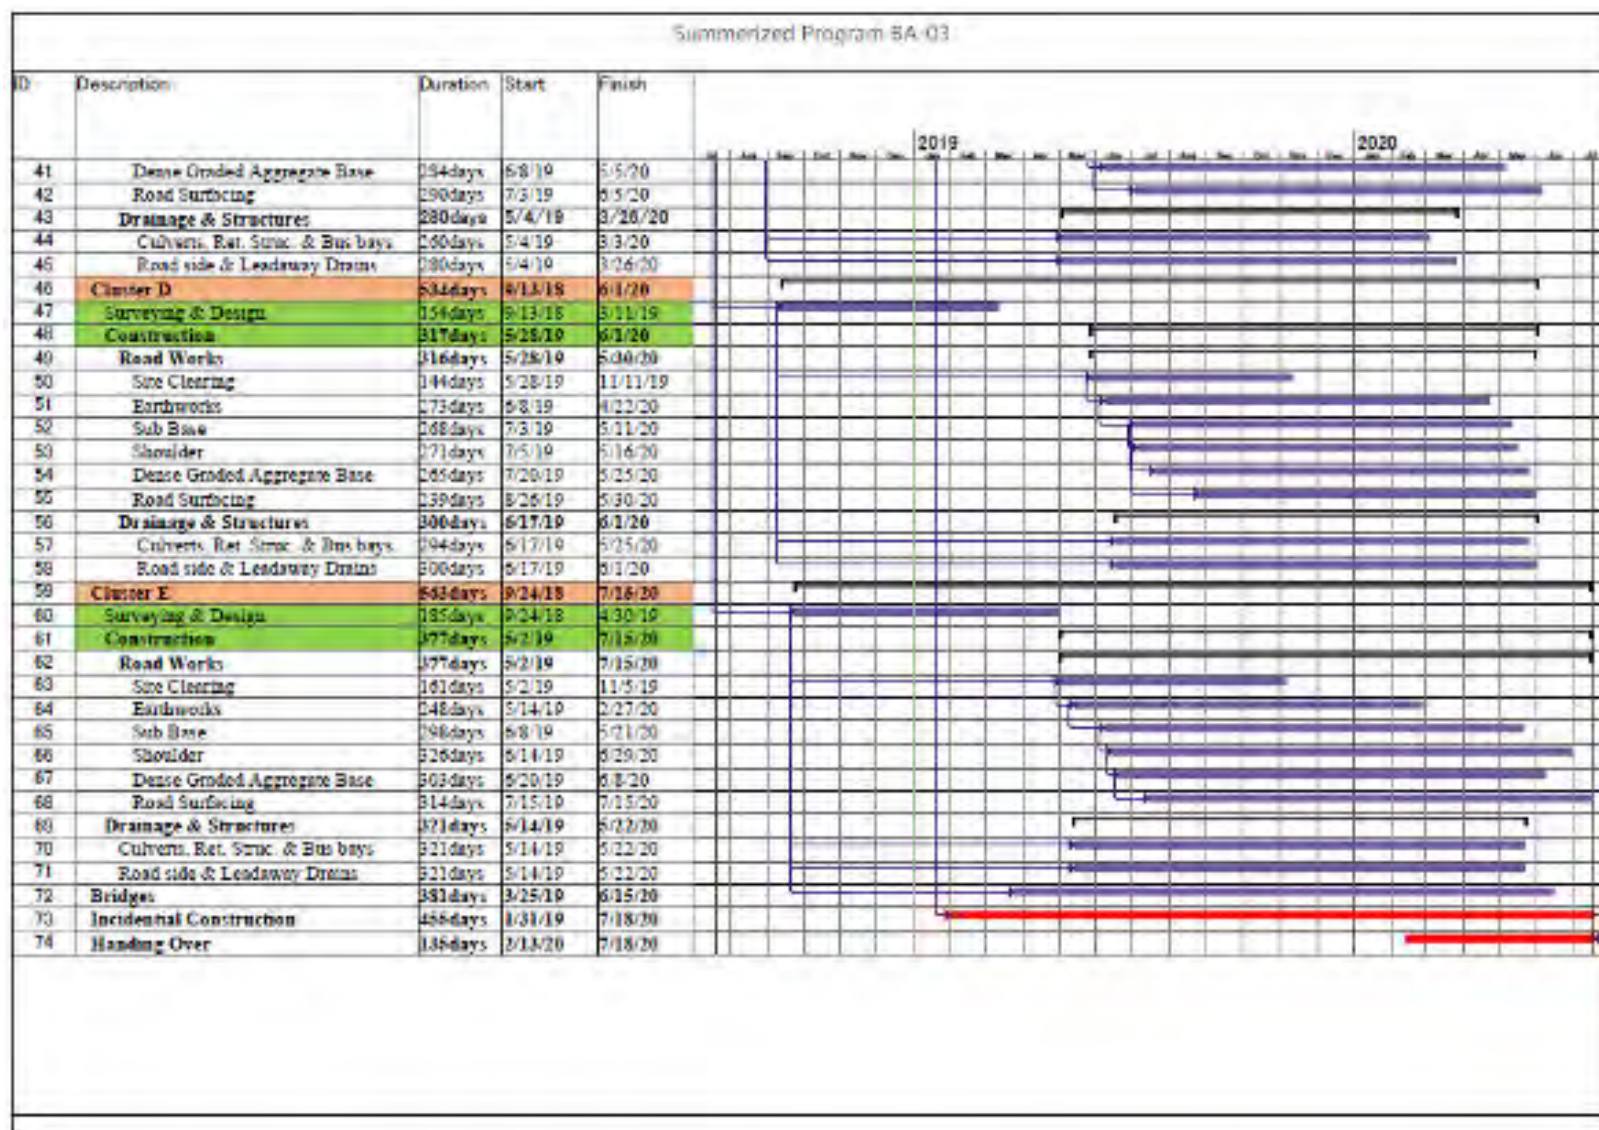 Summerized Program BA-03
ID Description Duration Start Finish
2019 2020
41 Dense Graded Aggregate Base 284days 6/8/19 5/5/20
42 Road Surfacing 290days 7/3/19 6/5/20
43 Drainage & Structures 280days 5/4/19 3/26/20
44 Culverts, Ret. Struc. & Bus bays 260days 5/4/19 3/3/20
45 Road side & Leadaway Drains 280days 5/4/19 3/26/20
46 Cluster D 534days 9/13/18 6/1/20
47 Surveying & Design 154days 9/13/18 3/11/19
48 Construction 317days 5/28/19 6/1/20
49 Road Works 316days 5/28/19 5/30/20
50 Site Clearing 144days 5/28/19 11/11/19
51 Earthworks 273days 6/8/19 4/22/20
52 Sub Base 268days 7/3/19 5/11/20
53 Shoulder 271days 7/5/19 5/16/20
54 Dense Graded Aggregate Base 265days 7/20/19 5/25/20
55 Road Surfacing 239days 8/26/19 5/30/20
56 Drainage & Structures 300days 6/17/19 6/1/20
57 Culverts, Ret. Struc. & Bus bays 294days 6/17/19 5/25/20
58 Road side & Leadaway Drains 300days 6/17/19 6/1/20
59 Cluster E 9/24/18 7/16/20
60 Surveying & Design 185days 9/24/18 4/30/19
61 Construction 377days 5/2/19 7/15/20
62 Road Works 377days 5/2/19 7/15/20
63 Site Clearing 161days 5/2/19 11/5/19
64 Earthworks 248days 5/14/19 2/27/20
65 Sub Base 298days 6/8/19 5/21/20
66 Shoulder 326days 6/14/19 6/29/20
67 Dense Graded Aggregate Base 303days 6/20/19 6/8/20
68 Road Surfacing 314days 7/15/19 7/15/20
69 Drainage & Structures 321days 5/14/19 5/22/20
70 Culverts, Ret. Struc. & Bus bays 321days 5/14/19 5/22/20
71 Road side & Leadaway Drains 321days 5/14/19 5/22/20
72 Bridges 381days 3/25/19 6/15/20
73 Incidential Construction 455days 1/31/19 7/18/20
74 Handing Over 135days 2/13/20 7/18/20